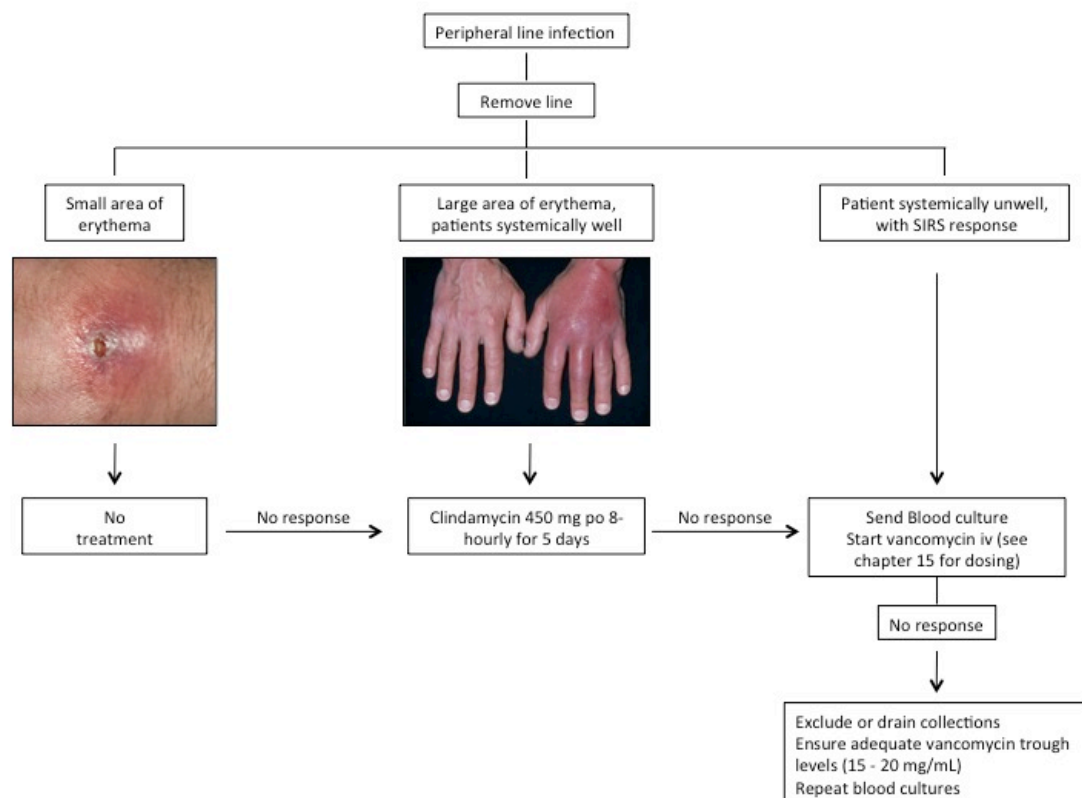 Peripheral line infection
Remove line
Small area of
erythema
Large area of erythema,
patients systemically well
Patient systemically unwell,
with SIRS response
No
treatment
No response
Clindamycin 450 mg po 8-
hourly for 5 days
No response
Send Blood culture
Start vancomycin iv (see
chapter 15 for dosing)
No response
Exclude or drain collections
Ensure adequate vancomycin trough
levels (15 - 20 mg/mL)
Repeat blood cultures